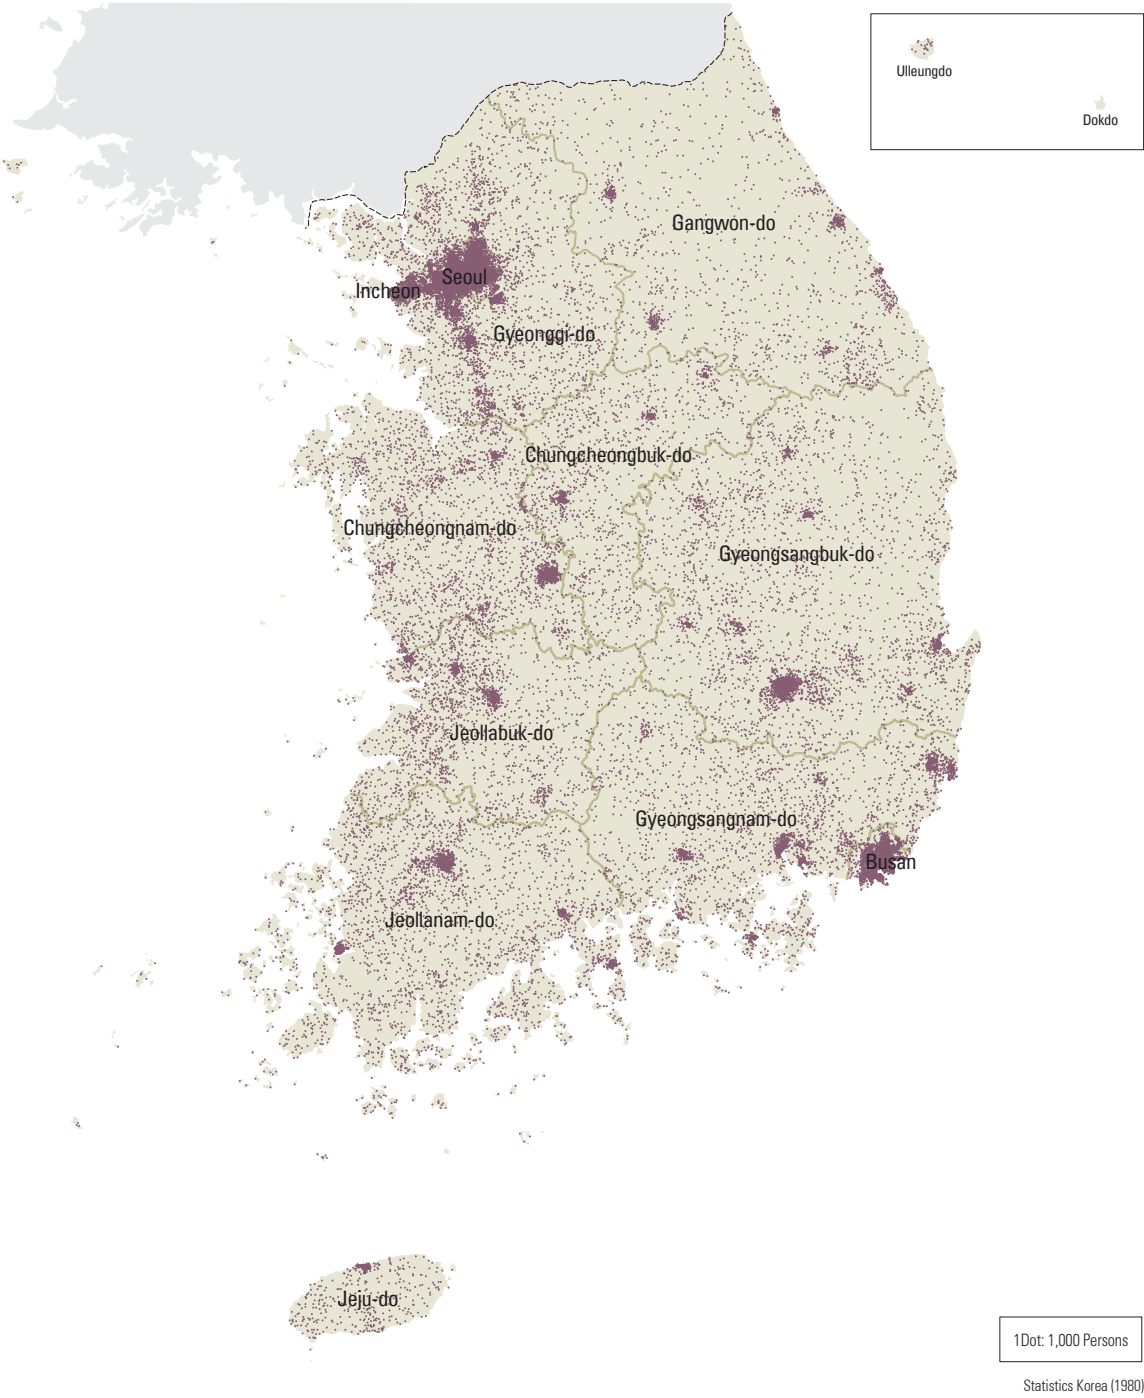 Ulleungdo
Dokdo
Gangwon-do
Seoul
Incheon
Gyeonggi-do
Chungcheongbuk-do
Chungcheongnam-do
Gyeongsangbuk-do
Jeollabuk-do
Gyeongsangnam-do
Busan
Jeollanam-do
Jeju-do
1Dot: 1,000 Persons
Statistics Korea (1980)